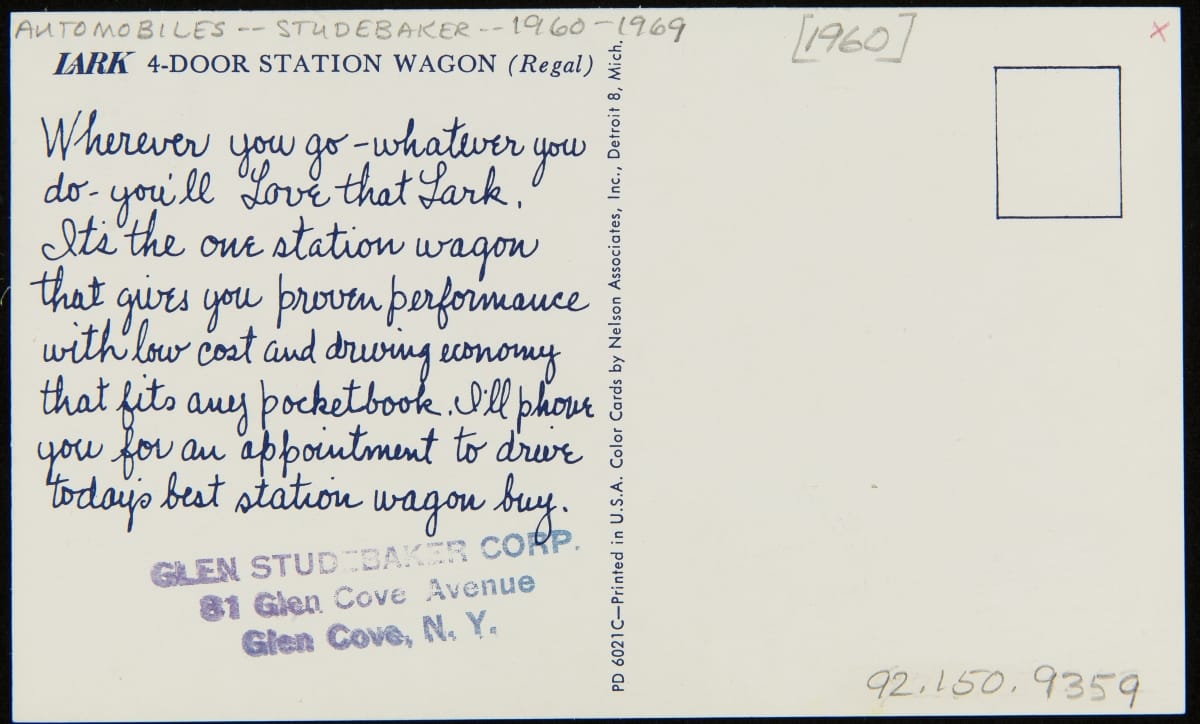 AUTOMOBILES -- STUDEBAKER -- 1960-1969
[1960]
x
LARK 4-DOOR STATION WAGON (Regal)
Wherever you go - whatever you
do - you'll Love that Lark.
It's the one station wagon
that gives you proven performance
with low cost and driving economy
that fits any pocketbook. I'll phone
you for an appointment to drive
today's best station wagon buy.
GLEN STUDEBAKER CORP.
81 Glen Cove Avenue
Glen Cove, N. Y.
PD 6021C—Printed in U.S.A. Color Cards by Nelson Associates, Inc., Detroit 8, Mich.
92.150.9359